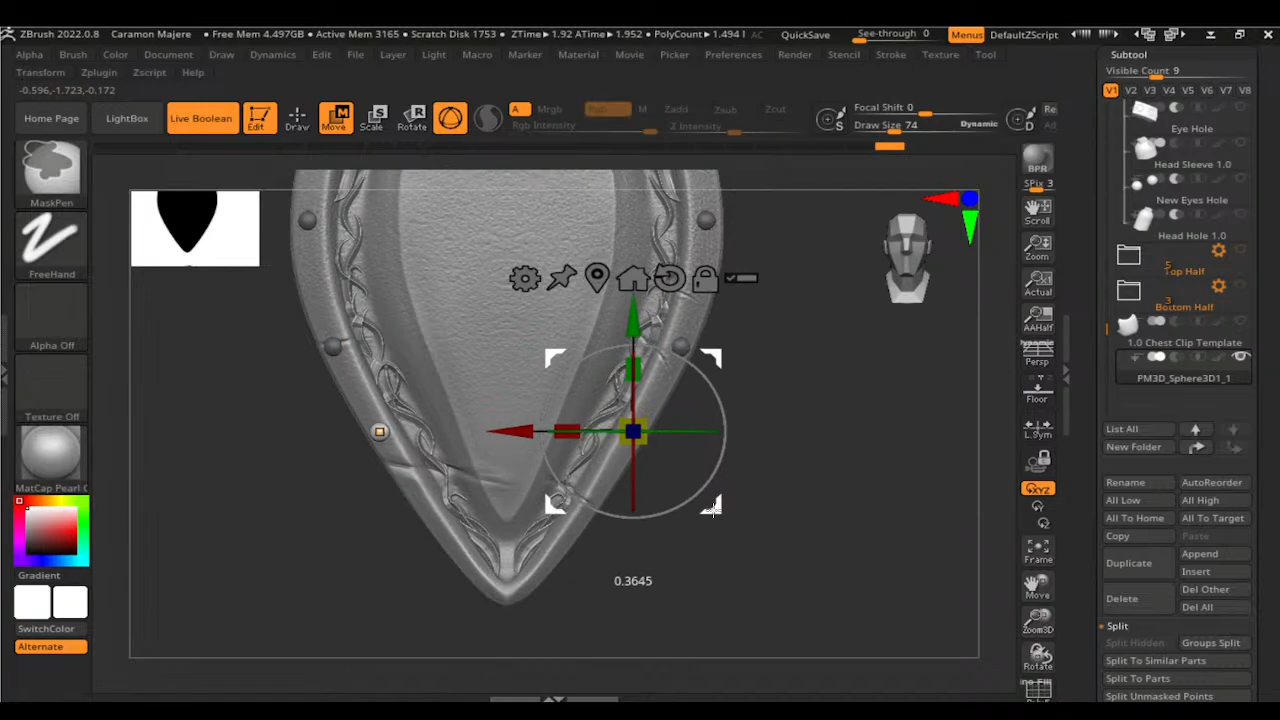 ZBrush 2022.0.8 Caramon Majere • Free Mem 4.497GB • Active Mem 3165 • Scratch Disk 1753 • ZTime▶1.92 ATime▶1.952 • PolyCount▶1.494 AC QuickSave See-through 0 Menus DefaultZScript
Alpha Brush Color Document Draw Dynamics Edit File Layer Light Macro Marker Material Movie Picker Preferences Render Stencil Stroke Texture Tool
Transform Zplugin Zscript Help
-0.596,-1.723,-0.172
Home Page LightBox Live Boolean Edit Draw Move Scale Rotate
A Mrgb M Zadd Zsub Zcut
Rgb Intensity Z Intensity
S Focal Shift 0
Draw Size 74 Dynamic D Re
MaskPen
FreeHand
Alpha Off
Texture Off
MatCap Pearl
Gradient
SwitchColor
Alternate
0.3645
BPR
SPix 3
Scroll
Zoom
Actual
AAHalf
Dynamic
Persp
Floor
L.Sym
XYZ
Frame
Move
Zoom3D
Rotate
Subtool
Visible Count 9
V1 V2 V3 V4 V5 V6 V7 V8
Eye Hole
Head Sleeve 1.0
New Eyes Hole
Head Hole 1.0
5
Top Half
3
Bottom Half
1.0 Chest Clip Template
PM3D_Sphere3D1_1
List All
New Folder
Rename AutoReorder
All Low All High
All To Home All To Target
Copy Paste
Duplicate Append
Insert
Delete Del Other
Del All
Split
Split Hidden Groups Split
Split To Similar Parts
Split To Parts
Split Unmasked Points